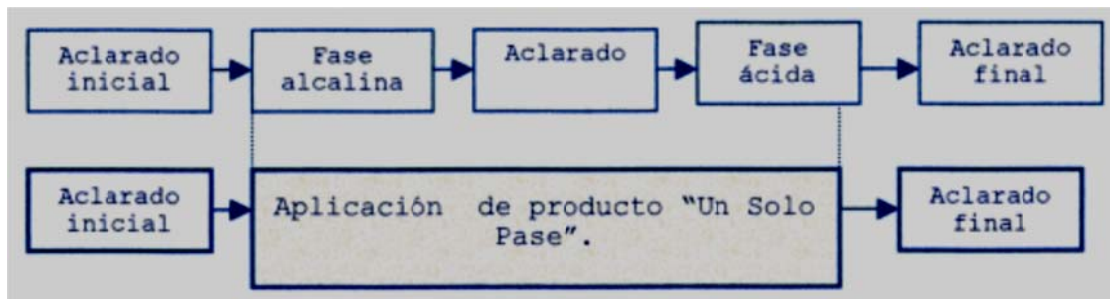 Aclarado
inicial
Fase
alcalina
Aclarado
Fase
ácida
Aclarado
final
Aclarado
inicial
Aplicación de producto “Un Solo
Pase”.
Aclarado
final